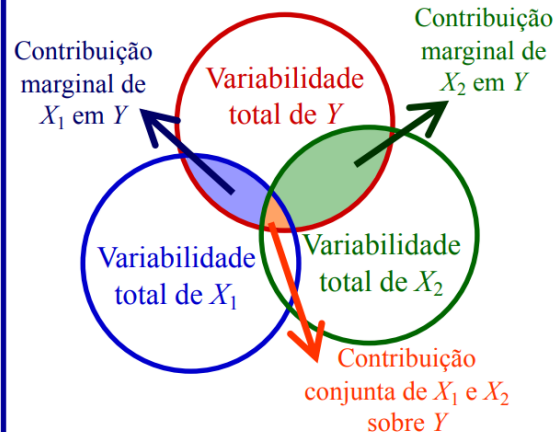 Contribuição
marginal de
X₁ em Y
Variabilidade
total de Y
Contribuição
marginal de
X₂ em Y
Variabilidade
total de X₁
Variabilidade
total de X₂
Contribuição
conjunta de X₁ e X₂
sobre Y